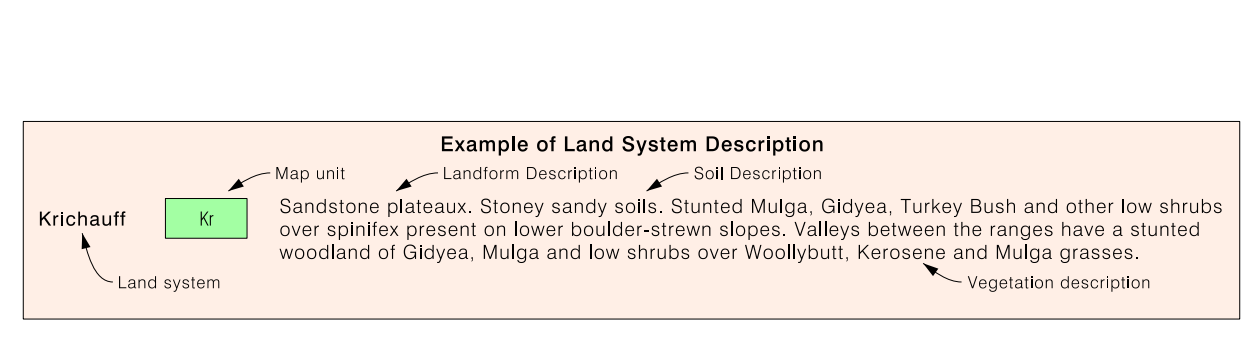 Example of Land System Description
Map unit
Landform Description
Soil Description
Krichauff
Kr
Sandstone plateaux. Stoney sandy soils. Stunted Mulga, Gidyea, Turkey Bush and other low shrubs
over spinifex present on lower boulder-strewn slopes. Valleys between the ranges have a stunted
woodland of Gidyea, Mulga and low shrubs over Woollybutt, Kerosene and Mulga grasses.
Land system
Vegetation description